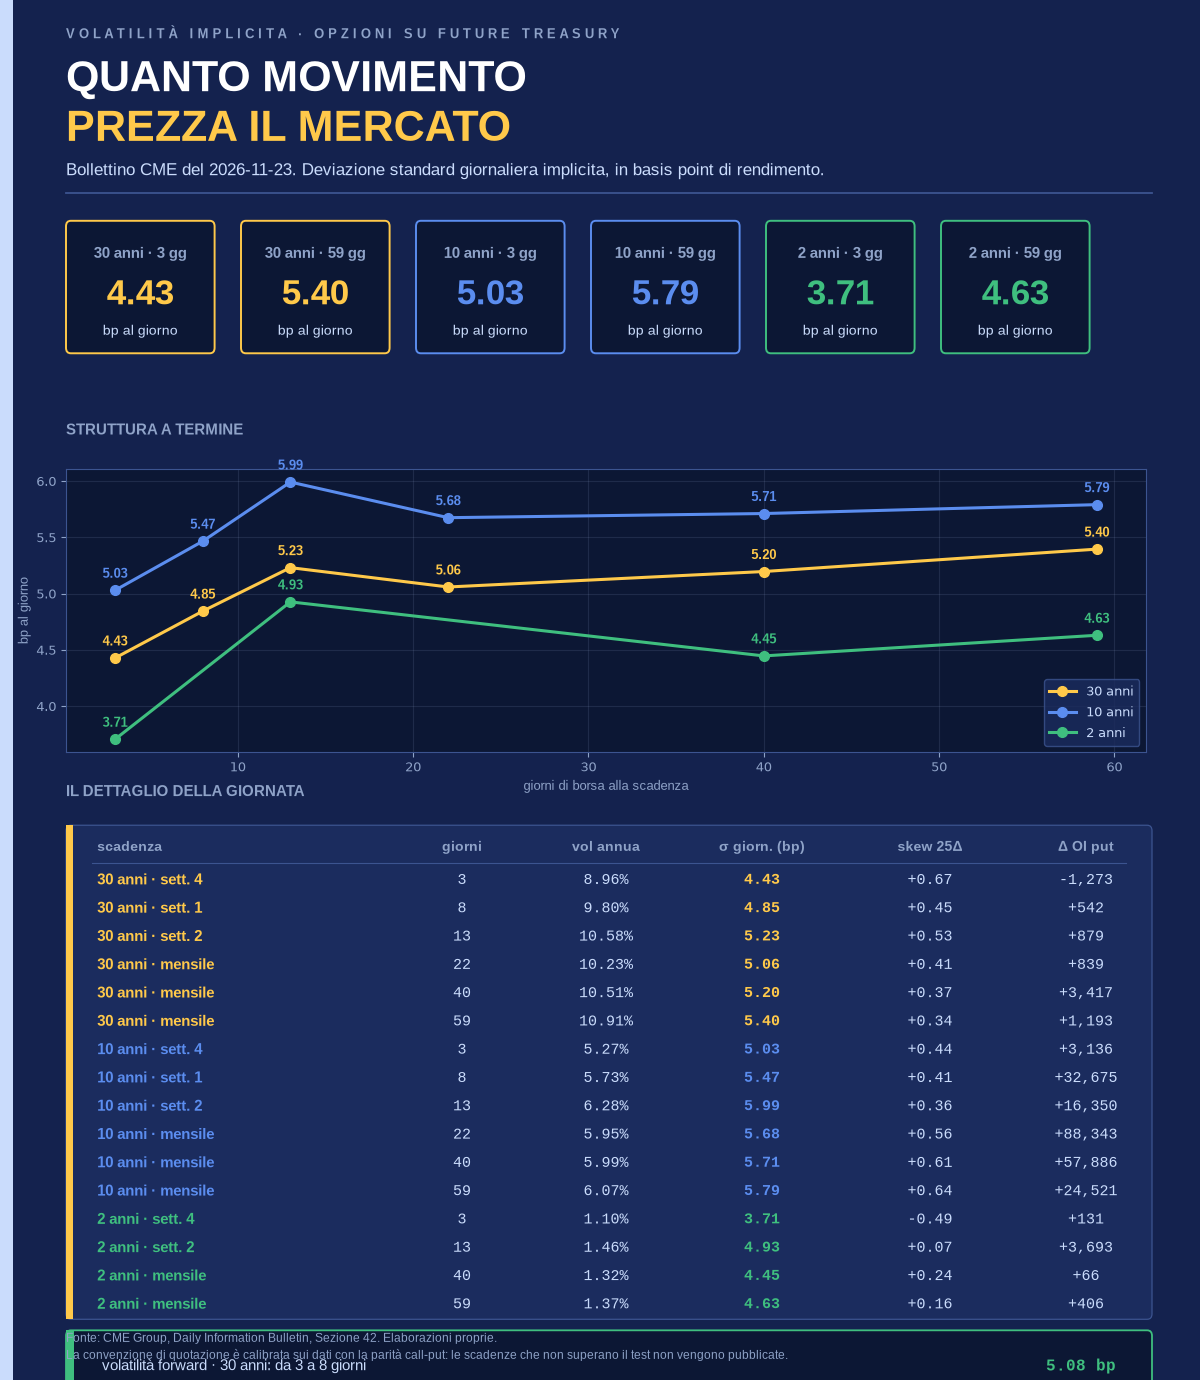 VOLATILITÀ IMPLICITA · OPZIONI SU FUTURE TREASURY
QUANTO MOVIMENTO
PREZZA IL MERCATO
Bollettino CME del 2026-11-23. Deviazione standard giornaliera implicita, in basis point di rendimento.
30 anni · 3 gg
4.43
bp al giorno
30 anni · 59 gg
5.40
bp al giorno
10 anni · 3 gg
5.03
bp al giorno
10 anni · 59 gg
5.79
bp al giorno
2 anni · 3 gg
3.71
bp al giorno
2 anni · 59 gg
4.63
bp al giorno
STRUTTURA A TERMINE
bp al giorno
6.0
5.5
5.0
4.5
4.0
5.03
5.47
5.99
5.68
5.71
5.79
4.43
4.85
5.23
5.06
5.20
5.40
3.71
4.93
4.45
4.63
30 anni
10 anni
2 anni
10 20 30 40 50 60
giorni di borsa alla scadenza
IL DETTAGLIO DELLA GIORNATA
scadenza giorni vol annua σ giorn. (bp) skew 25Δ Δ OI put
30 anni · sett. 4 3 8.96% 4.43 +0.67 -1,273
30 anni · sett. 1 8 9.80% 4.85 +0.45 +542
30 anni · sett. 2 13 10.58% 5.23 +0.53 +879
30 anni · mensile 22 10.23% 5.06 +0.41 +839
30 anni · mensile 40 10.51% 5.20 +0.37 +3,417
30 anni · mensile 59 10.91% 5.40 +0.34 +1,193
10 anni · sett. 4 3 5.27% 5.03 +0.44 +3,136
10 anni · sett. 1 8 5.73% 5.47 +0.41 +32,675
10 anni · sett. 2 13 6.28% 5.99 +0.36 +16,350
10 anni · mensile 22 5.95% 5.68 +0.56 +88,343
10 anni · mensile 40 5.99% 5.71 +0.61 +57,886
10 anni · mensile 59 6.07% 5.79 +0.64 +24,521
2 anni · sett. 4 3 1.10% 3.71 -0.49 +131
2 anni · sett. 2 13 1.46% 4.93 +0.07 +3,693
2 anni · mensile 40 1.32% 4.45 +0.24 +66
2 anni · mensile 59 1.37% 4.63 +0.16 +406
Fonte: CME Group, Daily Information Bulletin, Sezione 42. Elaborazioni proprie.
La convenzione di quotazione è calibrata sui dati con la parità call-put: le scadenze che non superano il test non vengono pubblicate.
volatilità forward · 30 anni: da 3 a 8 giorni 5.08 bp